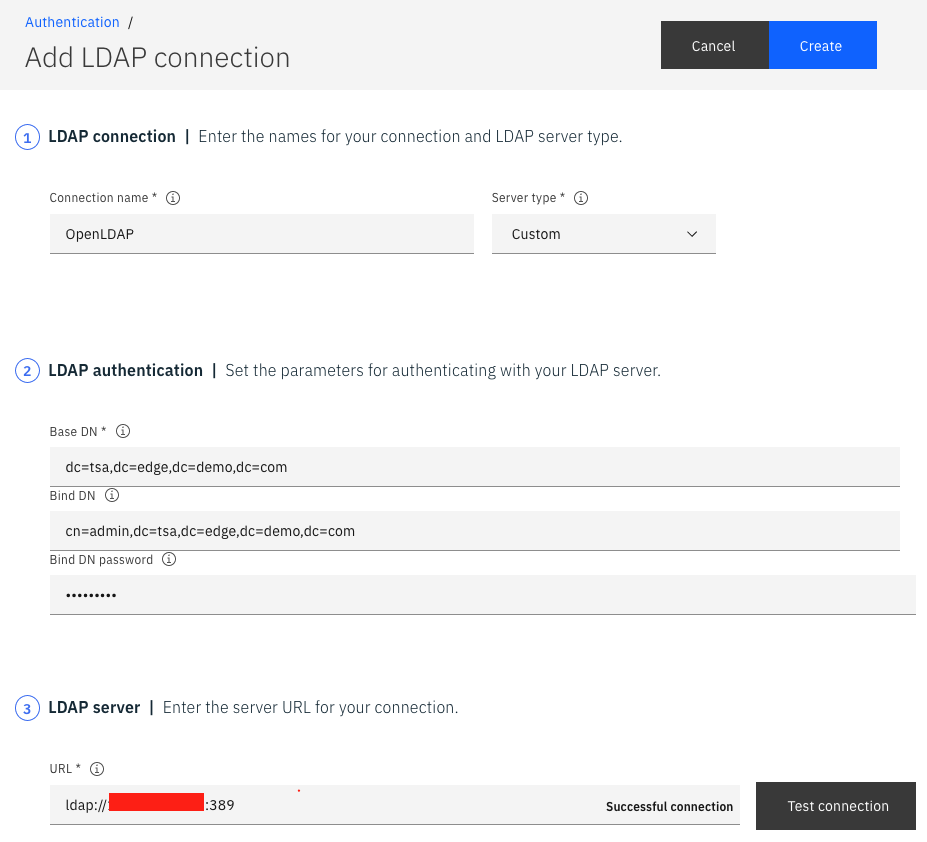 Authentication /
Add LDAP connection
Cancel
Create
1 LDAP connection | Enter the names for your connection and LDAP server type.
Connection name *
Server type *
OpenLDAP
Custom
2 LDAP authentication | Set the parameters for authenticating with your LDAP server.
Base DN *
dc=tsa,dc=edge,dc=demo,dc=com
Bind DN
cn=admin,dc=tsa,dc=edge,dc=demo,dc=com
Bind DN password
•••••••••
3 LDAP server | Enter the server URL for your connection.
URL *
ldap:// :389
Successful connection
Test connection